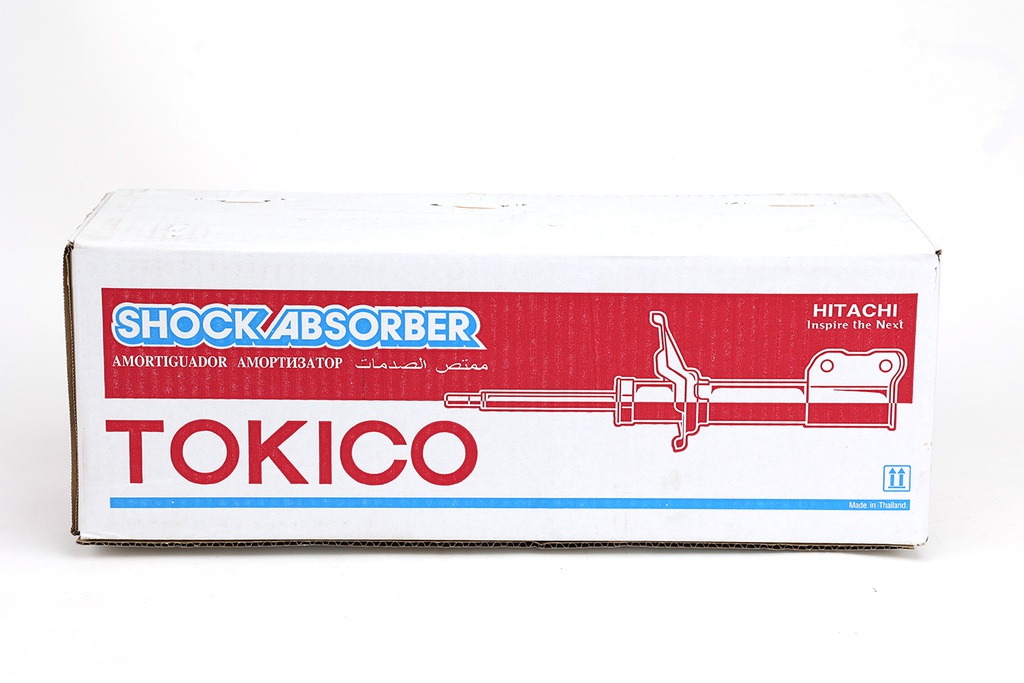 SHOCK ABSORBER
AMORTIGUADOR АМОРТИЗАТОР ممتص الصدمات
HITACHI
Inspire the Next
TOKICO
Made in Thailand